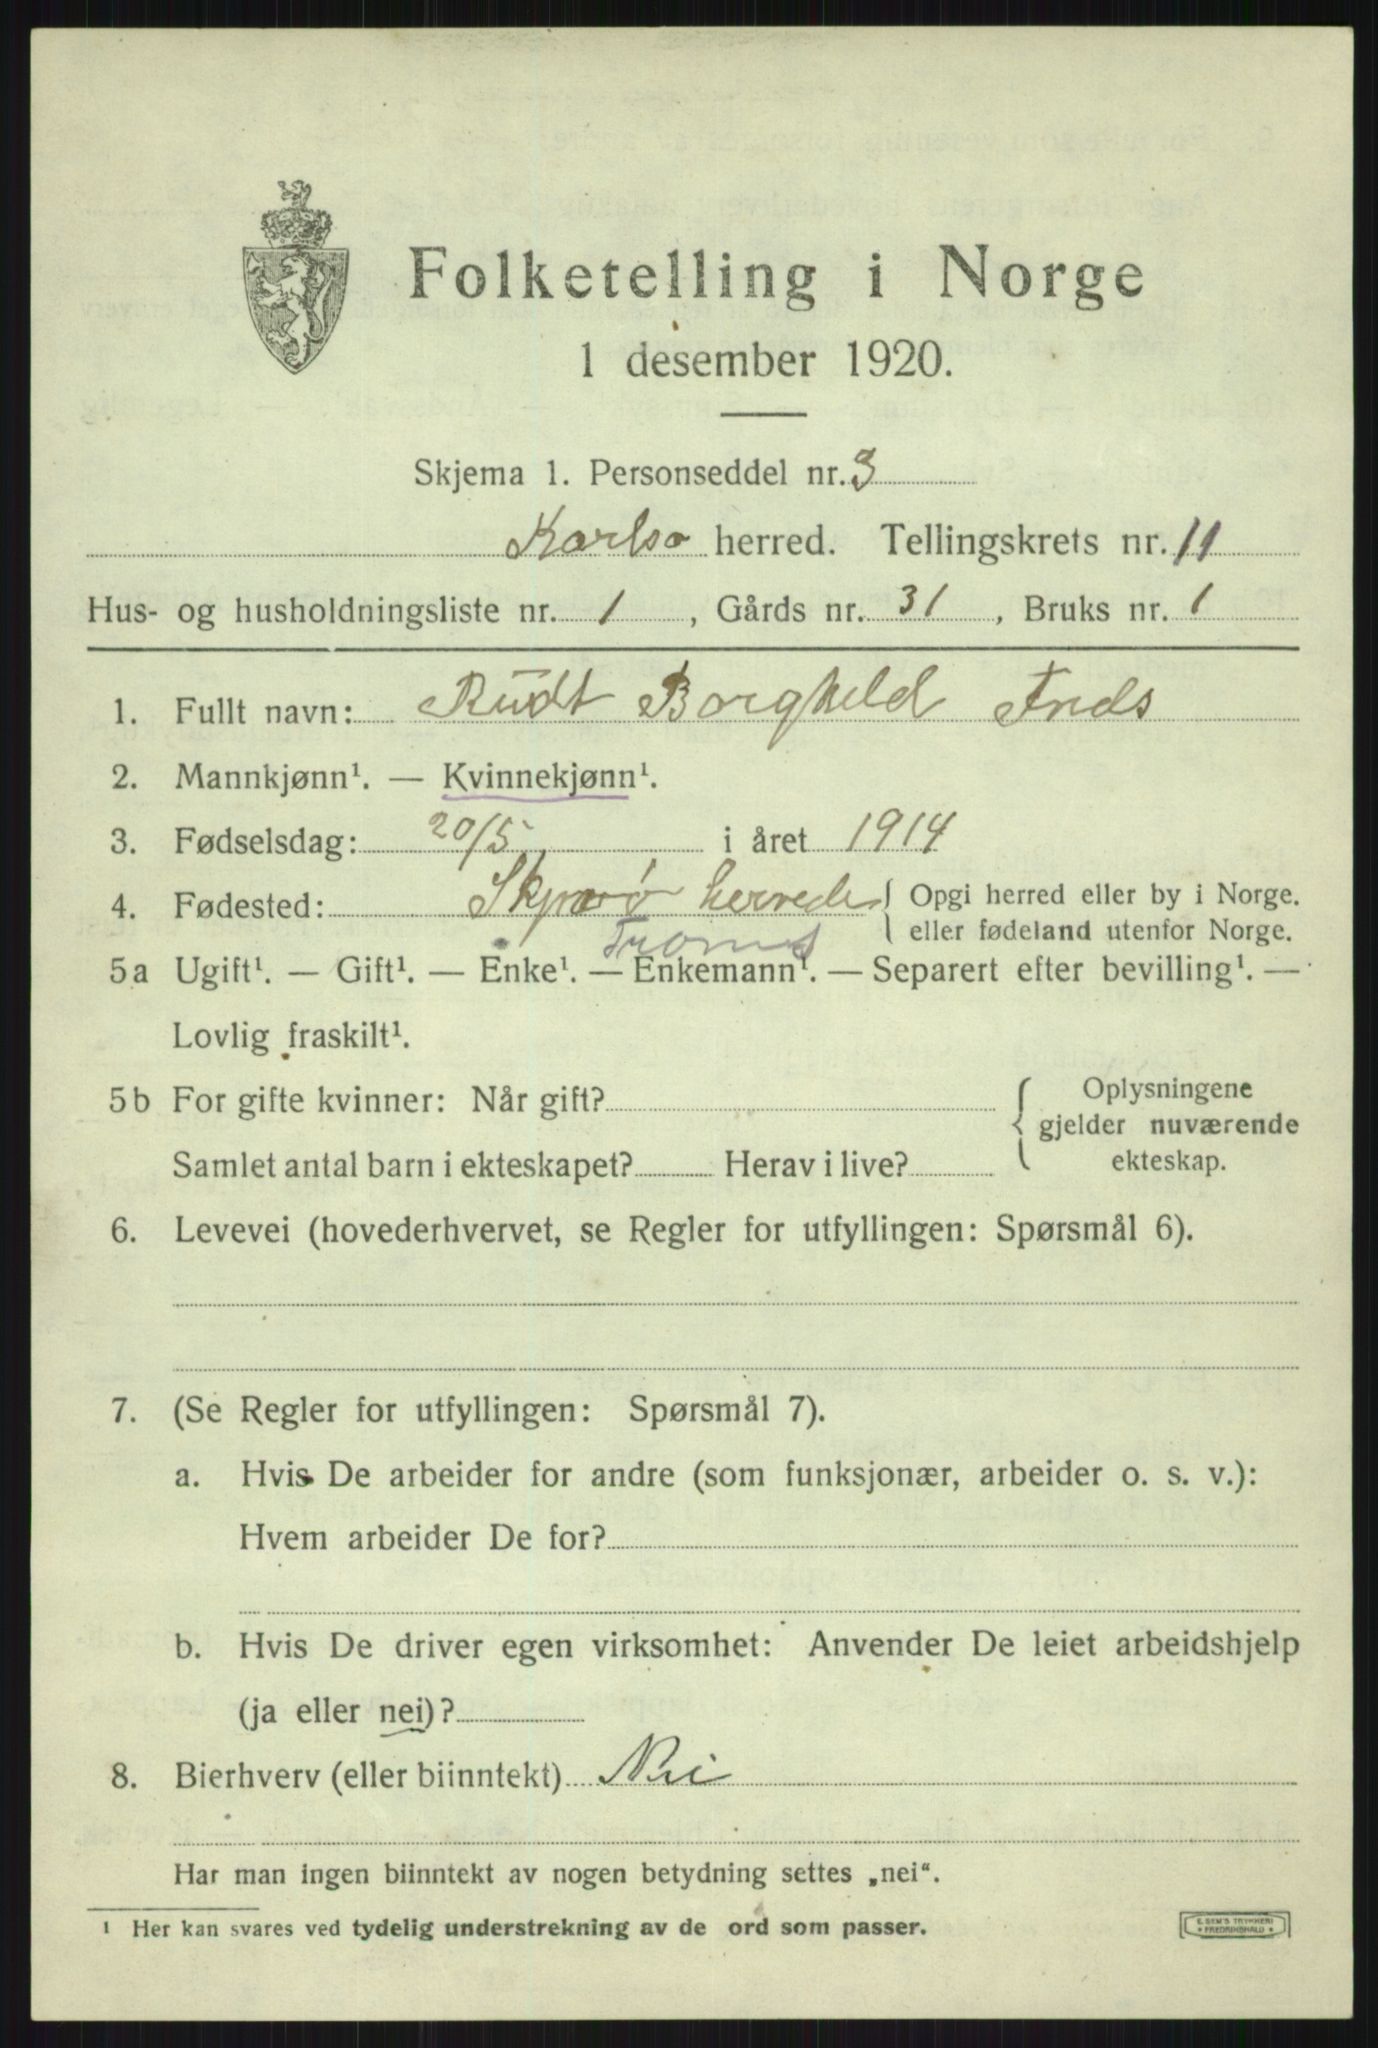 Folketelling i Norge
1 desember 1920.
Skjema 1. Personseddel nr. 3
Karlsø herred. Tellingskrets nr. 11
Hus- og husholdningsliste nr. 1, Gårds nr. 31, Bruks nr. 1
1. Fullt navn: Rudt Borghild
2. Mannkjønn¹. — Kvinnekjønn¹.
3. Fødselsdag: 20/5 i året 1914
4. Fødested: Skjærvø herrede { Opgi herred eller by i Norge.
Troms { eller fødeland utenfor Norge.
5a Ugift¹. — Gift¹. — Enke¹. — Enkemann¹. — Separert efter bevilling¹. —
Lovlig fraskilt¹.
5b For gifte kvinner: Når gift? { Oplysningene
gjelder nuværende
Samlet antal barn i ekteskapet? Herav i live? ekteskap.
6. Levevei (hovederhvervet, se Regler for utfyllingen: Spørsmål 6).
7. (Se Regler for utfyllingen: Spørsmål 7).
a. Hvis De arbeider for andre (som funksjonær, arbeider o. s. v.):
Hvem arbeider De for?
b. Hvis De driver egen virksomhet: Anvender De leiet arbeidshjelp
(ja eller nei)?
8. Bierhverv (eller biinntekt) Nei
Har man ingen biinntekt av nogen betydning settes „nei".
¹ Her kan svares ved tydelig understrekning av de ord som passer.
E. SEM'S TRYKKERI
* FREDRIKSHALD *